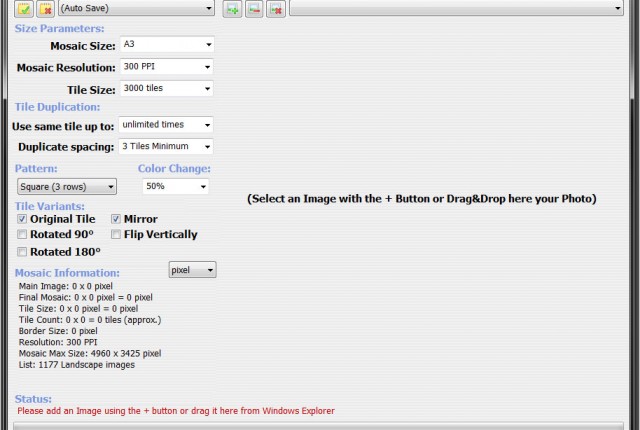 (Auto Save)
Size Parameters:
Mosaic Size: A3
Mosaic Resolution: 300 PPI
Tile Size: 3000 tiles
Tile Duplication:
Use same tile up to: unlimited times
Duplicate spacing: 3 Tiles Minimum
Pattern: Color Change:
Square (3 rows) 50%
(Select an Image with the + Button or Drag&Drop here your Photo)
Tile Variants:
Original Tile Mirror
Rotated 90° Flip Vertically
Rotated 180°
Mosaic Information: pixel
Main Image: 0 x 0 pixel
Final Mosaic: 0 x 0 pixel = 0 pixel
Tile Size: 0 x 0 pixel = 0 pixel
Tile Count: 0 x 0 = 0 tiles (approx.)
Border Size: 0 pixel
Resolution: 300 PPI
Mosaic Max Size: 4960 x 3425 pixel
List: 1177 Landscape images
Status:
Please add an Image using the + button or drag it here from Windows Explorer